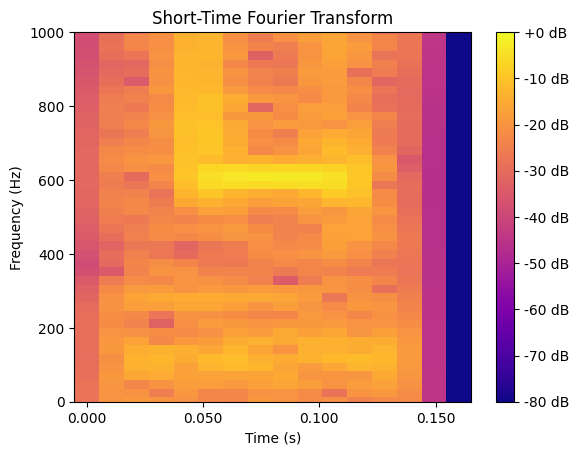 Short-Time Fourier Transform
1000
800
600
400
200
0
Frequency (Hz)
0.000
0.050
0.100
0.150
Time (s)
+0 dB
-10 dB
-20 dB
-30 dB
-40 dB
-50 dB
-60 dB
-70 dB
-80 dB